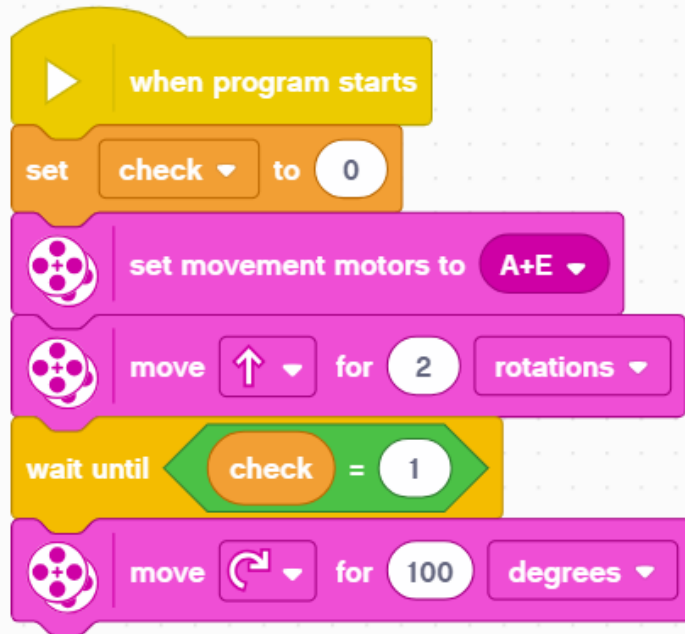 when program starts
set check to 0
set movement motors to A+E
move for 2 rotations
wait until check = 1
move for 100 degrees